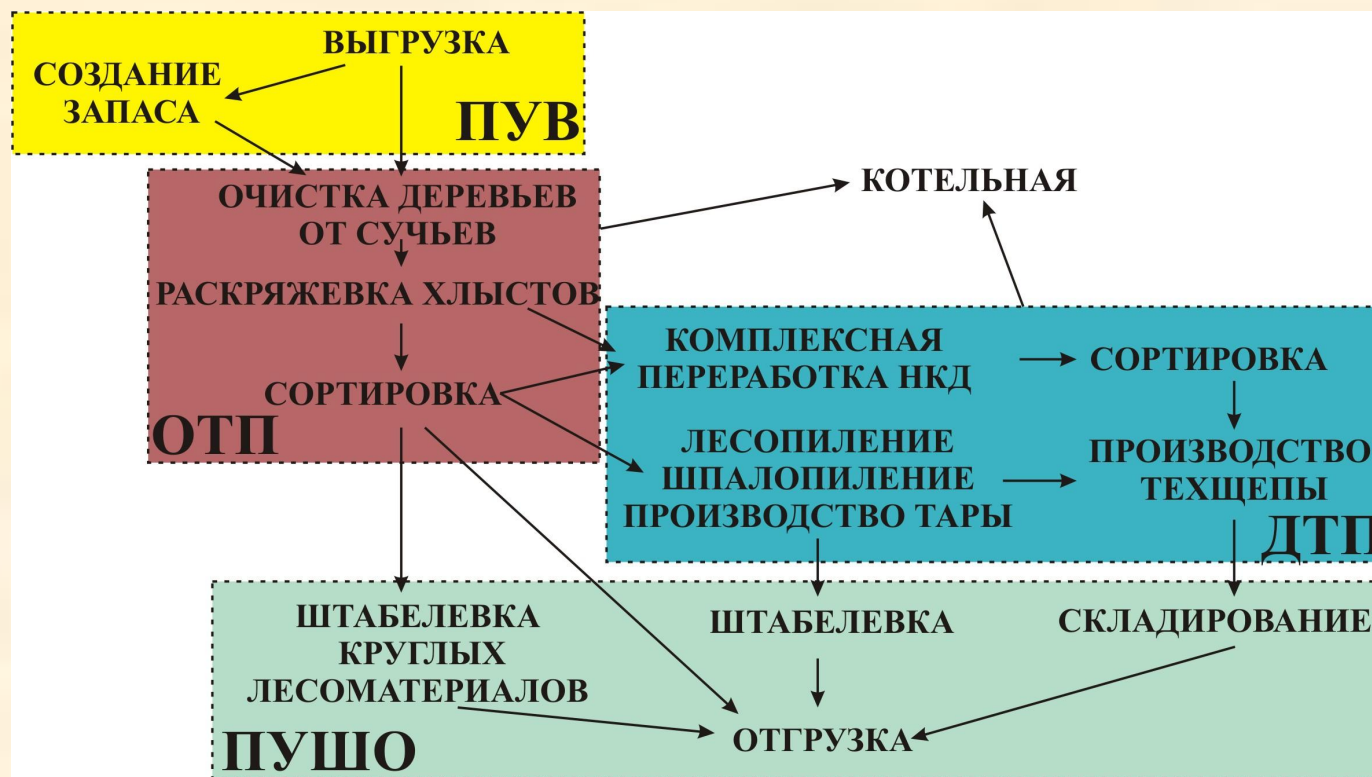 ВЫГРУЗКА
СОЗДАНИЕ
ЗАПАСА
ПУВ
ОЧИСТКА ДЕРЕВЬЕВ
ОТ СУЧЬЕВ
РАСКРЯЖЕВКА ХЛЫСТОВ
СОРТИРОВКА
ОТП
КОТЕЛЬНАЯ
КОМПЛЕКСНАЯ
ПЕРЕРАБОТКА НКД
СОРТИРОВКА
ЛЕСОПИЛЕНИЕ
ШПАЛОПИЛЕНИЕ
ПРОИЗВОДСТВО ТАРЫ
ПРОИЗВОДСТВО
ТЕХЩЕПЫ
ДТП
ШТАБЕЛЕВКА
КРУГЛЫХ
ЛЕСОМАТЕРИАЛОВ
ШТАБЕЛЕВКА
СКЛАДИРОВАНИЕ
ОТГРУЗКА
ПУШО